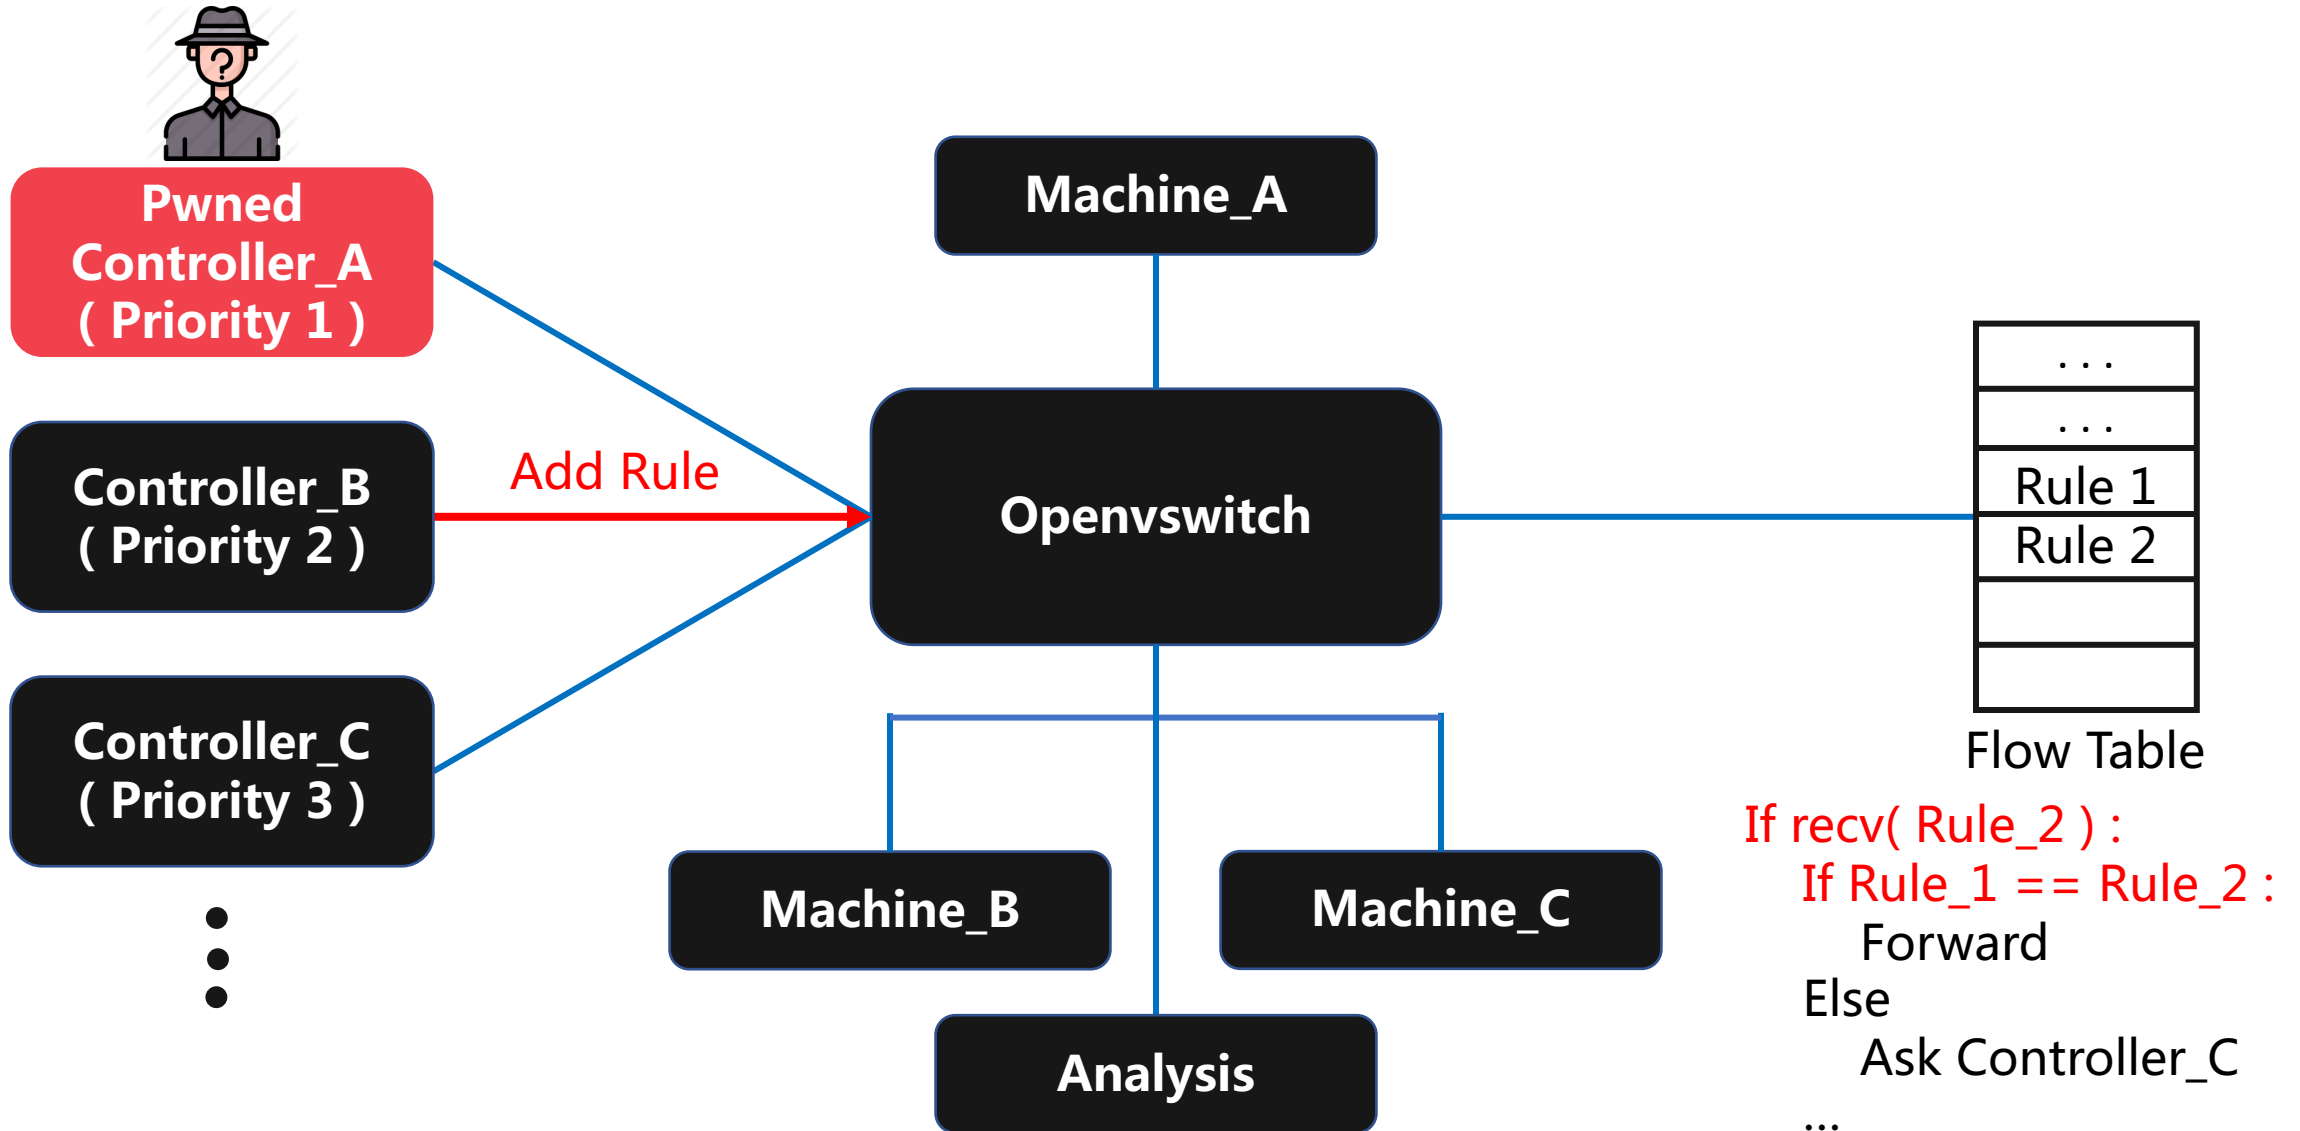 ?
Pwned
Controller_A
( Priority 1 )
Controller_B
( Priority 2 )
Controller_C
( Priority 3 )
Add Rule
Machine_A
Openvswitch
Machine_B
Machine_C
Analysis
. . .
. . .
Rule 1
Rule 2
Flow Table
If recv( Rule_2 ) :
If Rule_1 == Rule_2 :
Forward
Else
Ask Controller_C
...